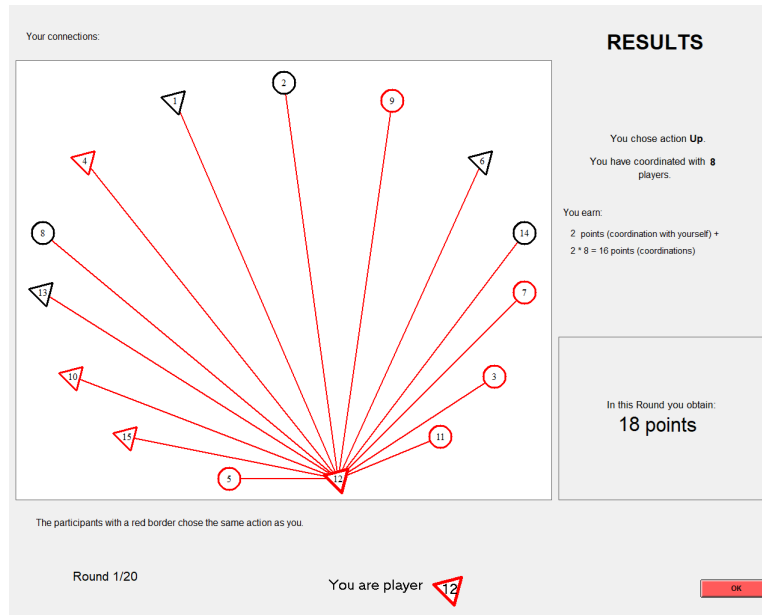 Your connections:
RESULTS
2
1
9
4
6
8
14
13
7
10
3
15
11
5
12
You chose action Up.
You have coordinated with 8
players.
You earn:
2 points (coordination with yourself) +
2 * 8 = 16 points (coordinations)
In this Round you obtain:
18 points
The participants with a red border chose the same action as you.
Round 1/20
You are player 12
OK